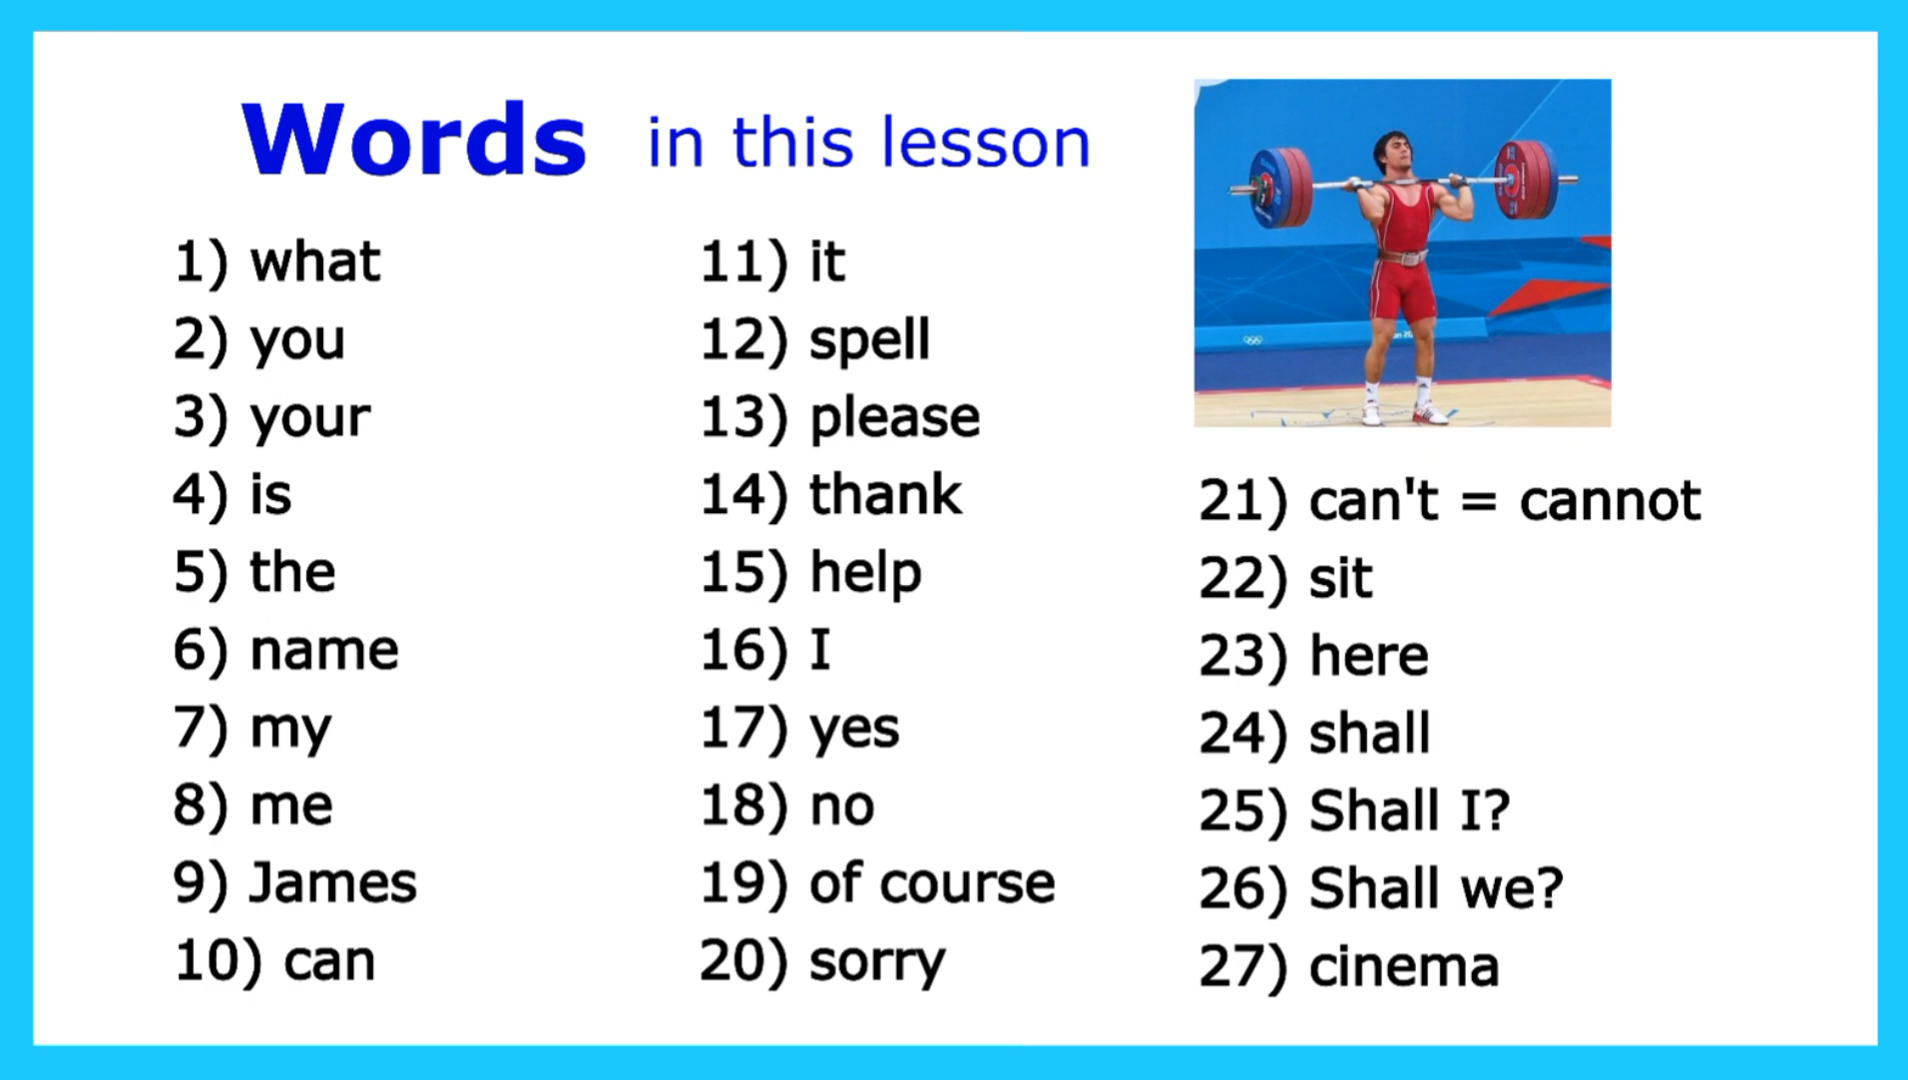 Words in this lesson
1) what
2) you
3) your
4) is
5) the
6) name
7) my
8) me
9) James
10) can
11) it
12) spell
13) please
14) thank
15) help
16) I
17) yes
18) no
19) of course
20) sorry
21) can't = cannot
22) sit
23) here
24) shall
25) Shall I?
26) Shall we?
27) cinema